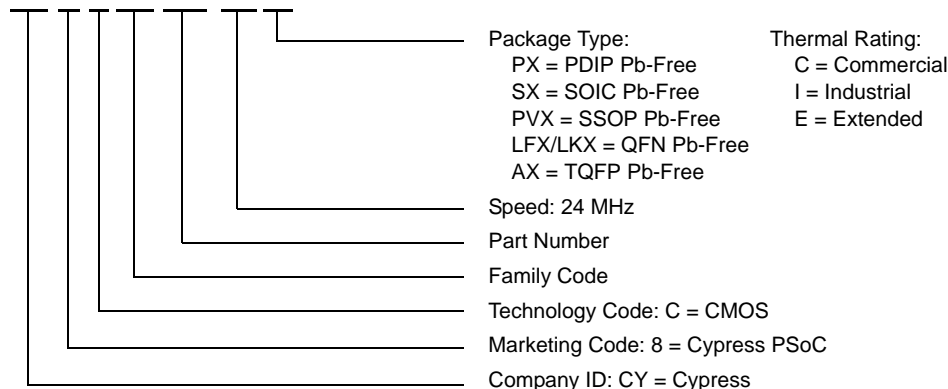 Package Type:
PX = PDIP Pb-Free
SX = SOIC Pb-Free
PVX = SSOP Pb-Free
LFX/LKX = QFN Pb-Free
AX = TQFP Pb-Free
Thermal Rating:
C = Commercial
I = Industrial
E = Extended
Speed: 24 MHz
Part Number
Family Code
Technology Code: C = CMOS
Marketing Code: 8 = Cypress PSoC
Company ID: CY = Cypress